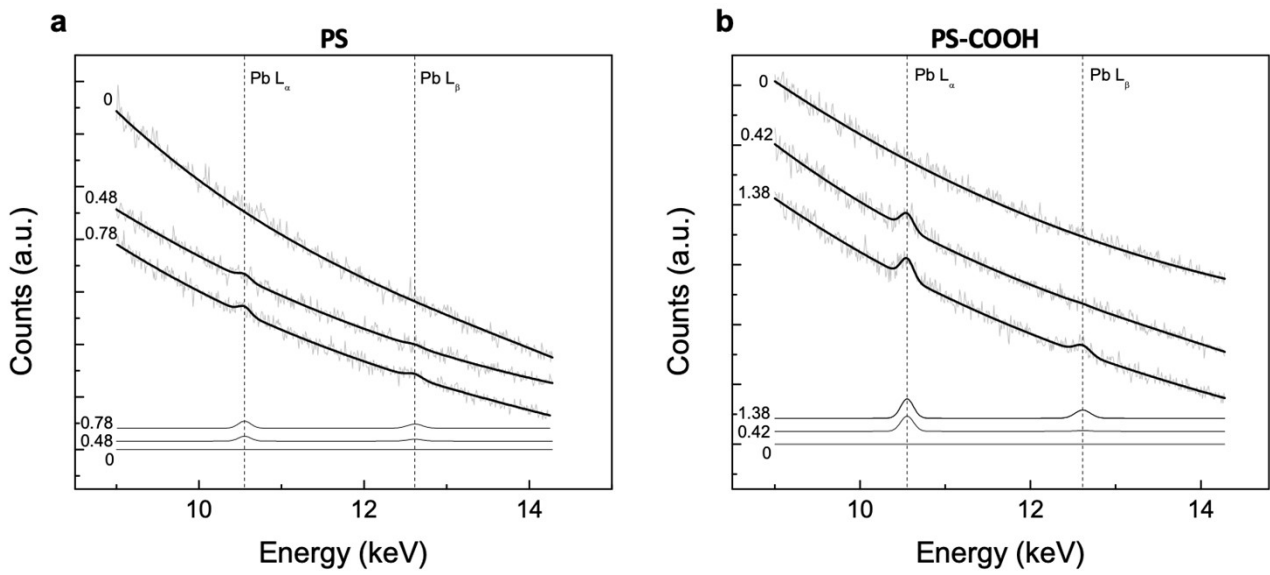 a
PS
Pb Lα
Pb Lβ
0
0.48
0.78
0.78
0.48
0
10
12
14
Counts (a.u.)
Energy (keV)
b
PS-COOH
Pb Lα
Pb Lβ
0
0.42
1.38
1.38
0.42
0
10
12
14
Counts (a.u.)
Energy (keV)